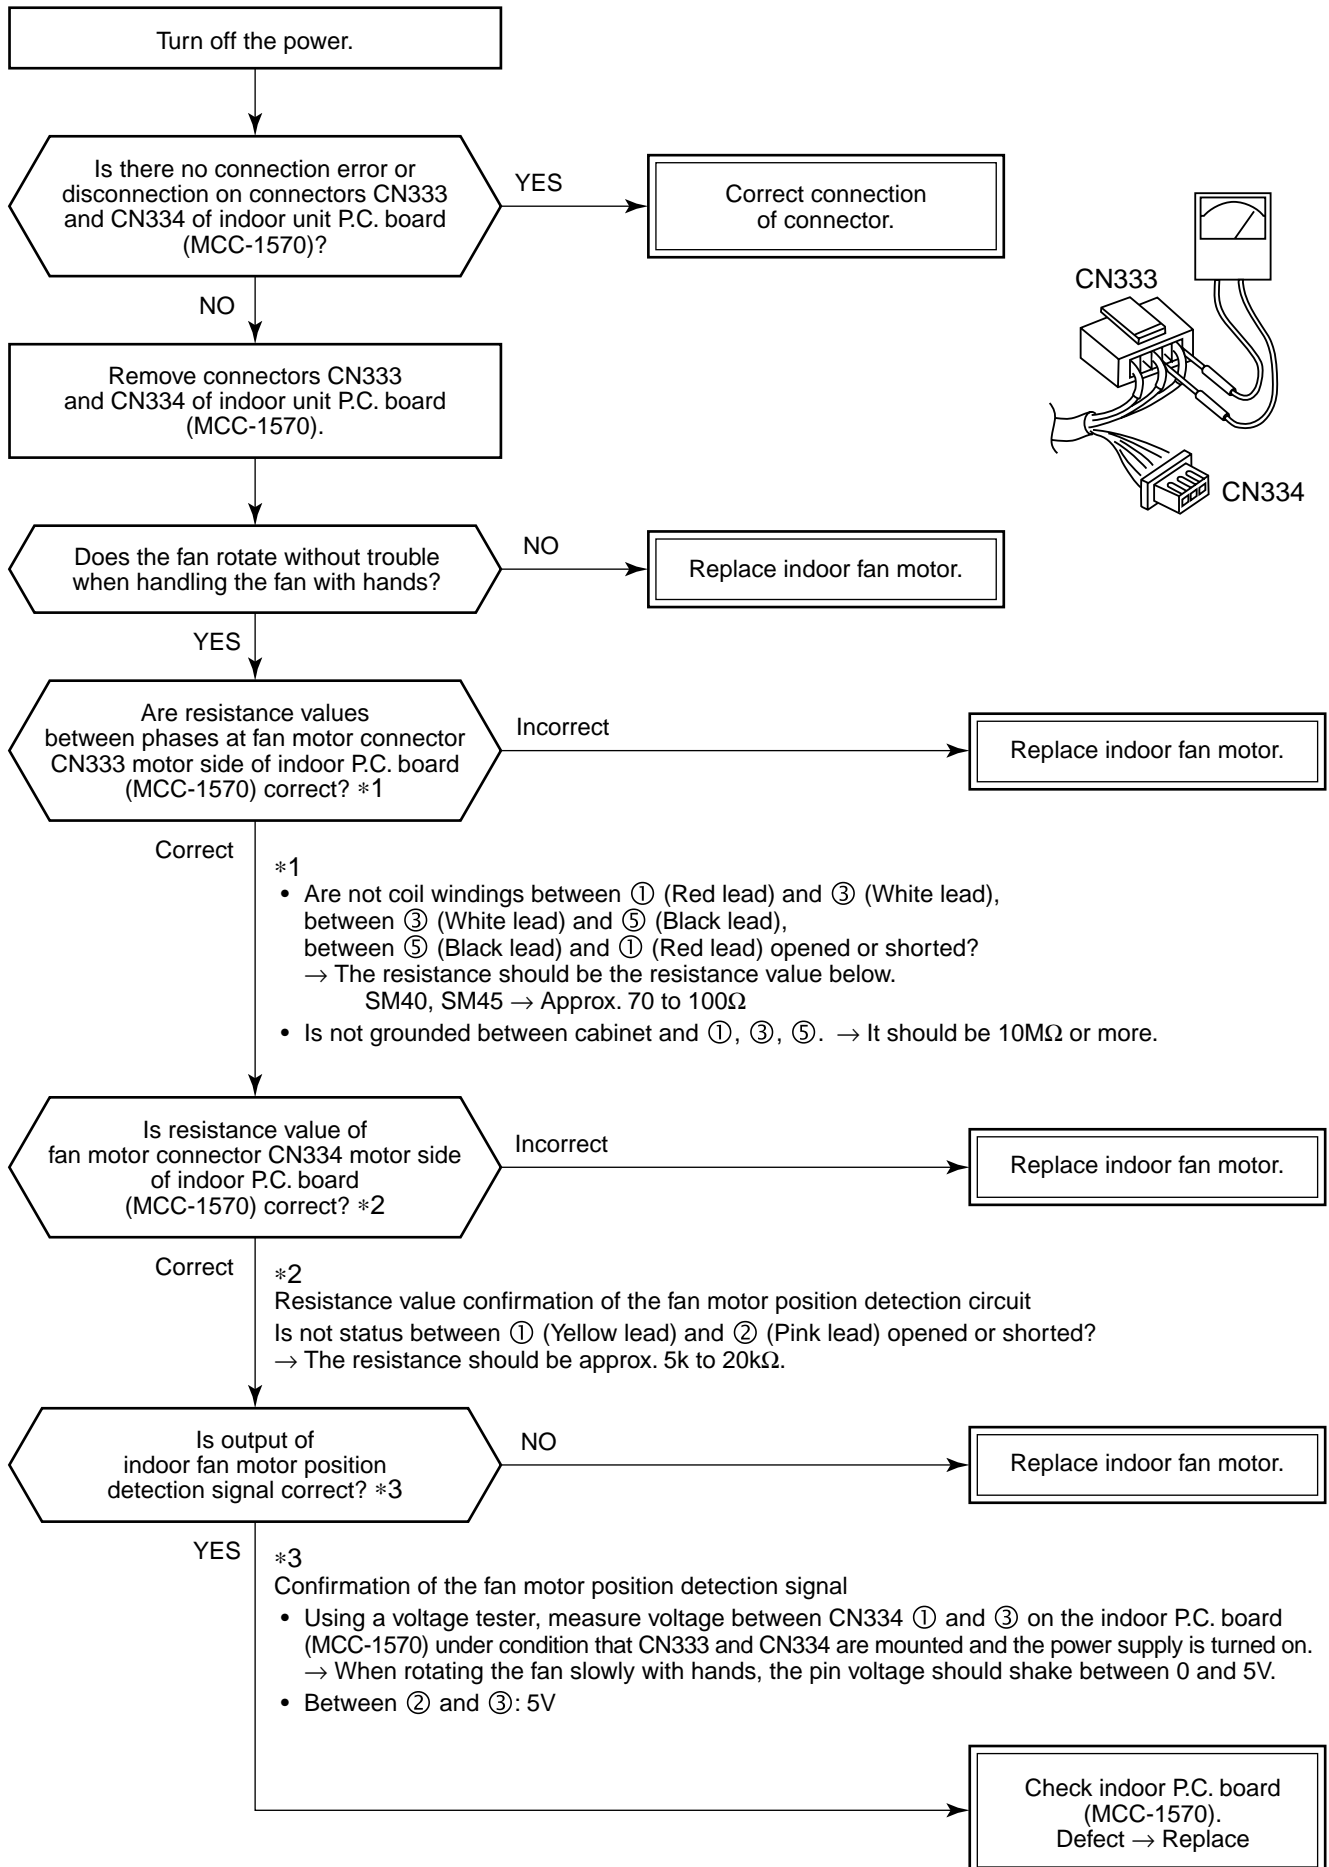 Turn off the power.
Is there no connection error or
disconnection on connectors CN333
and CN334 of indoor unit P.C. board
(MCC-1570)?
YES
Correct connection
of connector.
NO
CN333
CN334
Remove connectors CN333
and CN334 of indoor unit P.C. board
(MCC-1570).
Does the fan rotate without trouble
when handling the fan with hands?
NO
Replace indoor fan motor.
YES
Are resistance values
between phases at fan motor connector
CN333 motor side of indoor P.C. board
(MCC-1570) correct? *1
Incorrect
Replace indoor fan motor.
Correct
*1
• Are not coil windings between ① (Red lead) and ③ (White lead),
between ③ (White lead) and ⑤ (Black lead),
between ⑤ (Black lead) and ① (Red lead) opened or shorted?
→ The resistance should be the resistance value below.
SM40, SM45 → Approx. 70 to 100Ω
• Is not grounded between cabinet and ①, ③, ⑤. → It should be 10MΩ or more.
Is resistance value of
fan motor connector CN334 motor side
of indoor P.C. board
(MCC-1570) correct? *2
Incorrect
Replace indoor fan motor.
Correct
*2
Resistance value confirmation of the fan motor position detection circuit
Is not status between ① (Yellow lead) and ② (Pink lead) opened or shorted?
→ The resistance should be approx. 5k to 20kΩ.
Is output of
indoor fan motor position
detection signal correct? *3
NO
Replace indoor fan motor.
YES
*3
Confirmation of the fan motor position detection signal
• Using a voltage tester, measure voltage between CN334 ① and ③ on the indoor P.C. board
(MCC-1570) under condition that CN333 and CN334 are mounted and the power supply is turned on.
→ When rotating the fan slowly with hands, the pin voltage should shake between 0 and 5V.
• Between ② and ③: 5V
Check indoor P.C. board
(MCC-1570).
Defect → Replace